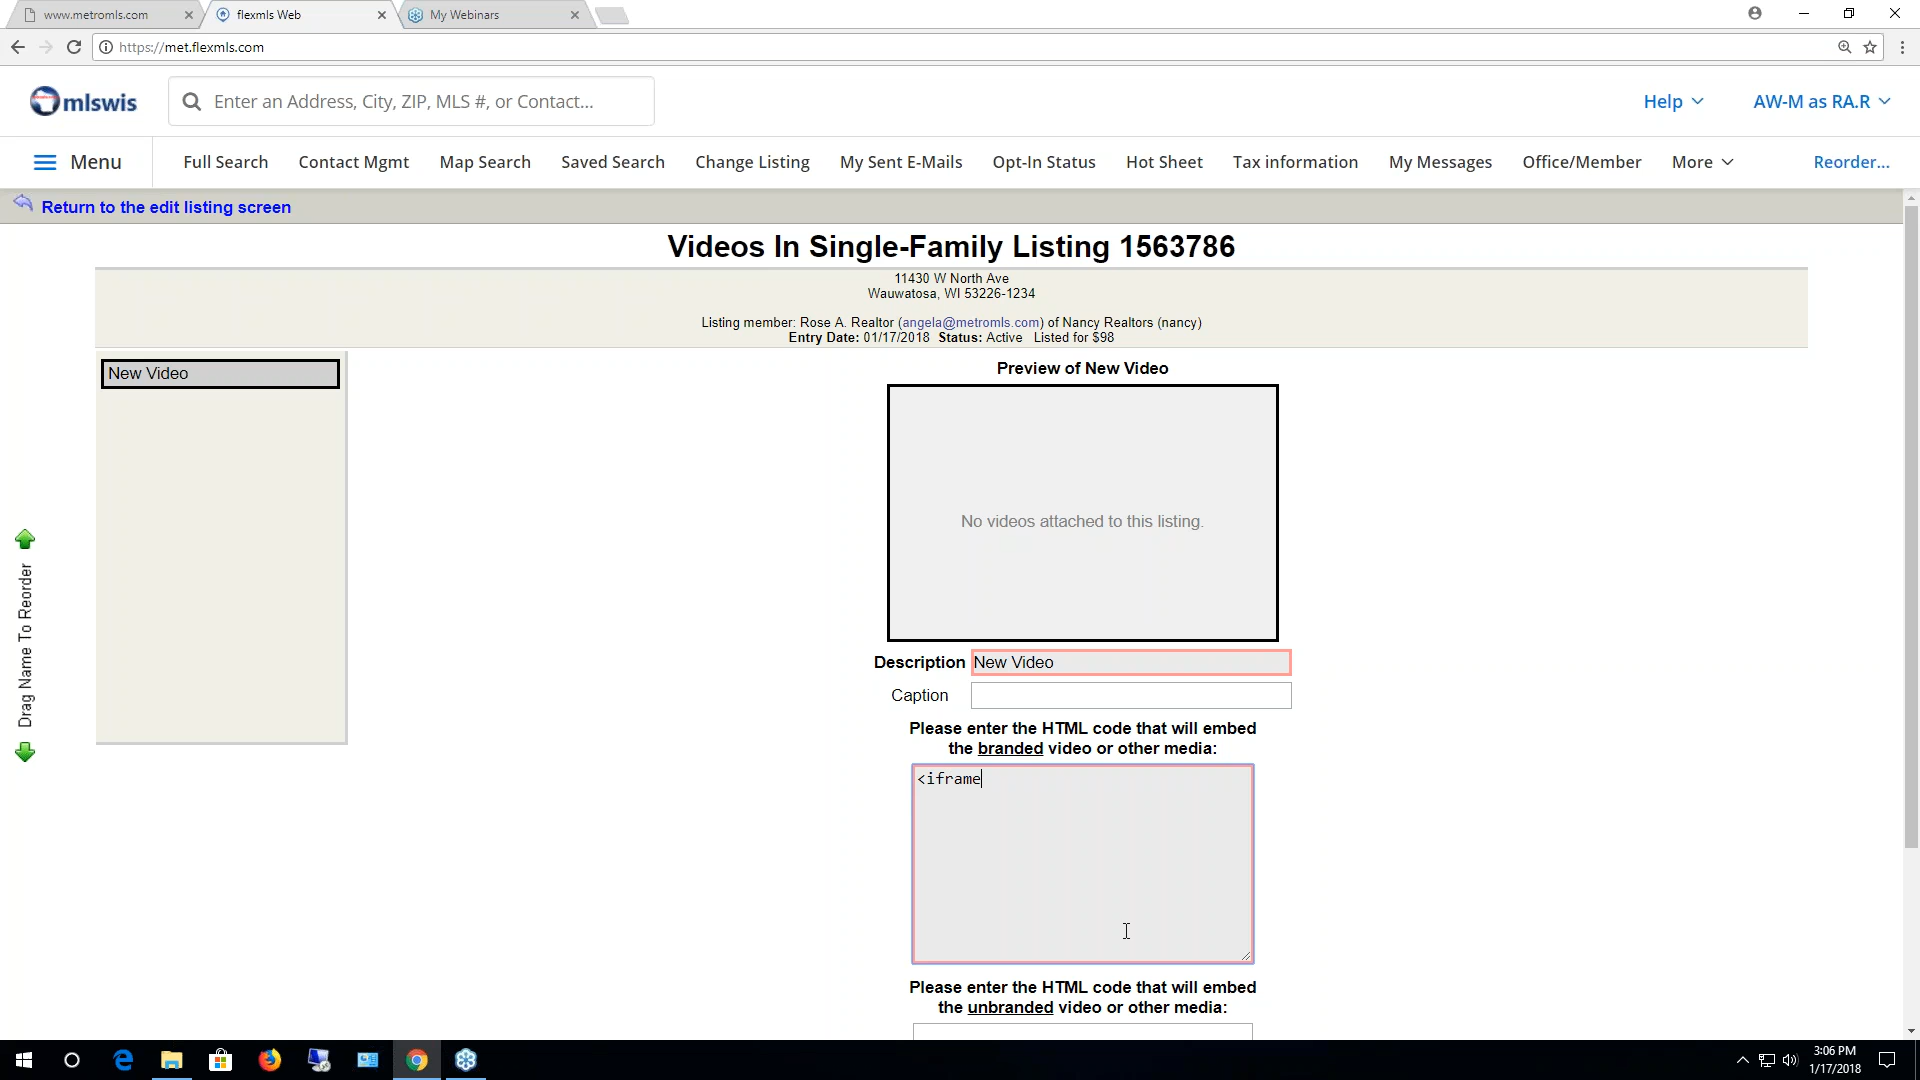 www.metromls.com
flexmls Web
My Webinars
https://met.flexmls.com
mlswis
Enter an Address, City, ZIP, MLS #, or Contact...
Help
AW-M as RA.R
Menu
Full Search
Contact Mgmt
Map Search
Saved Search
Change Listing
My Sent E-Mails
Opt-In Status
Hot Sheet
Tax information
My Messages
Office/Member
More
Reorder...
Return to the edit listing screen
Videos In Single-Family Listing 1563786
11430 W North Ave
Wauwatosa, WI 53226-1234
Listing member: Rose A. Realtor (angela@metromls.com) of Nancy Realtors (nancy)
Entry Date: 01/17/2018 Status: Active Listed for $98
New Video
Drag Name To Reorder
Preview of New Video
No videos attached to this listing.
Description New Video
Caption
Please enter the HTML code that will embed
the branded video or other media:
<iframe
Please enter the HTML code that will embed
the unbranded video or other media:
3:06 PM
1/17/2018